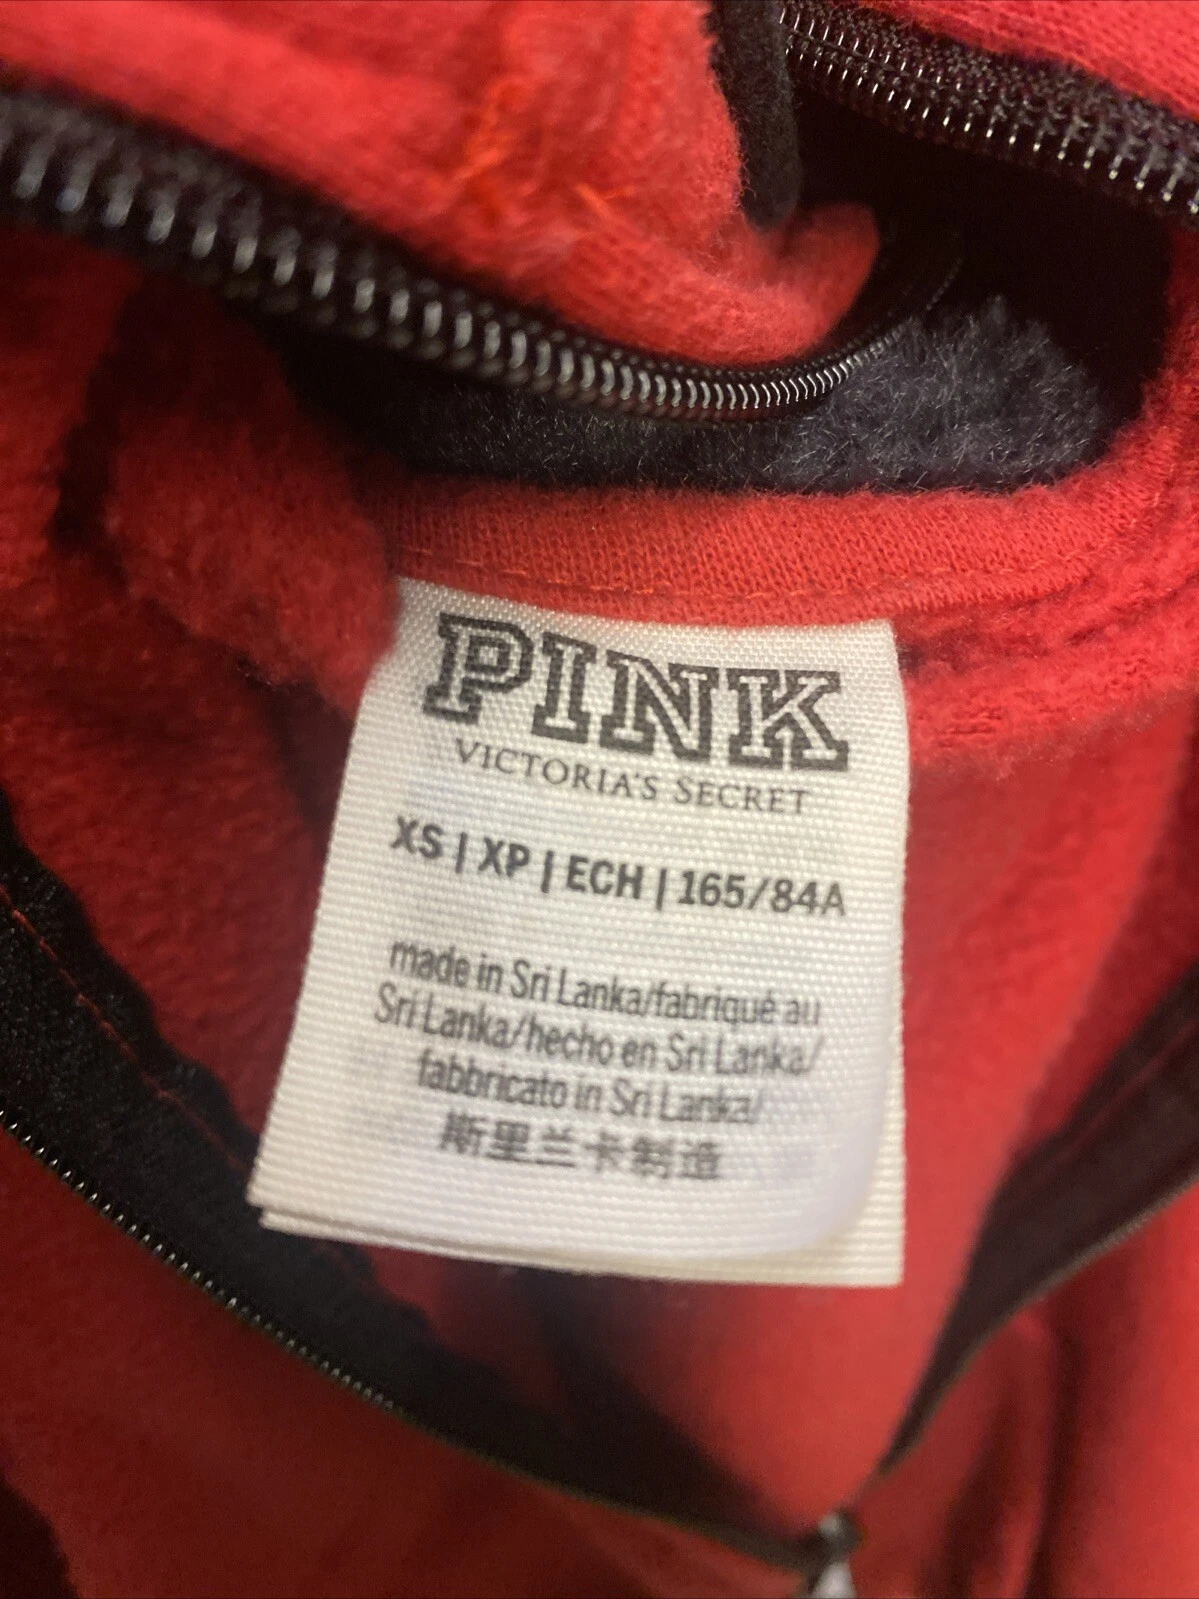 PINK
VICTORIA'S SECRET
XS | XP | ECH | 165/84A
made in Sri Lanka/fabriqué au
Sri Lanka/hecho en Sri Lanka/
fabbricato in Sri Lanka/
斯里兰卡制造